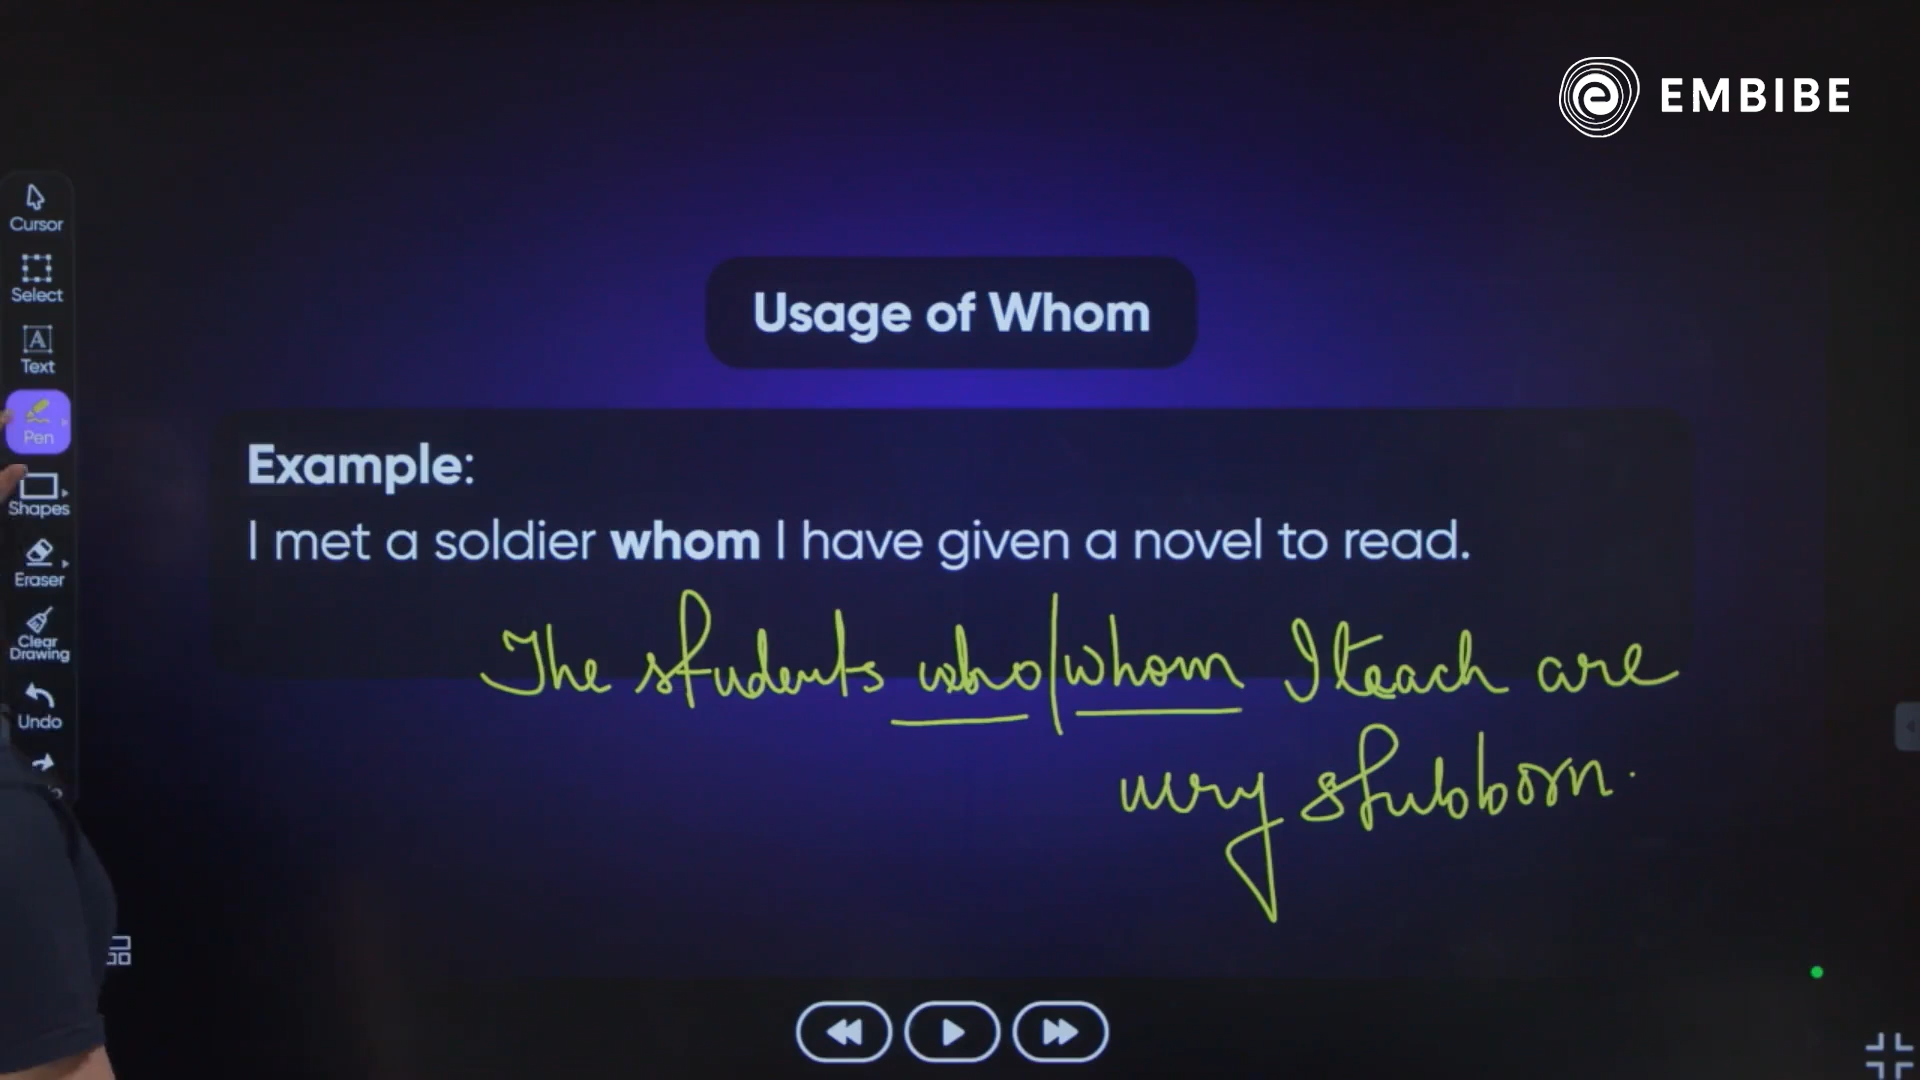 EMBIBE
Cursor
Select
A
Text
Pen
Shapes
Eraser
Clear
Drawing
Undo
Usage of Whom
Example:
I met a soldier whom I have given a novel to read.
The students who/whom I teach are
very stubborn.